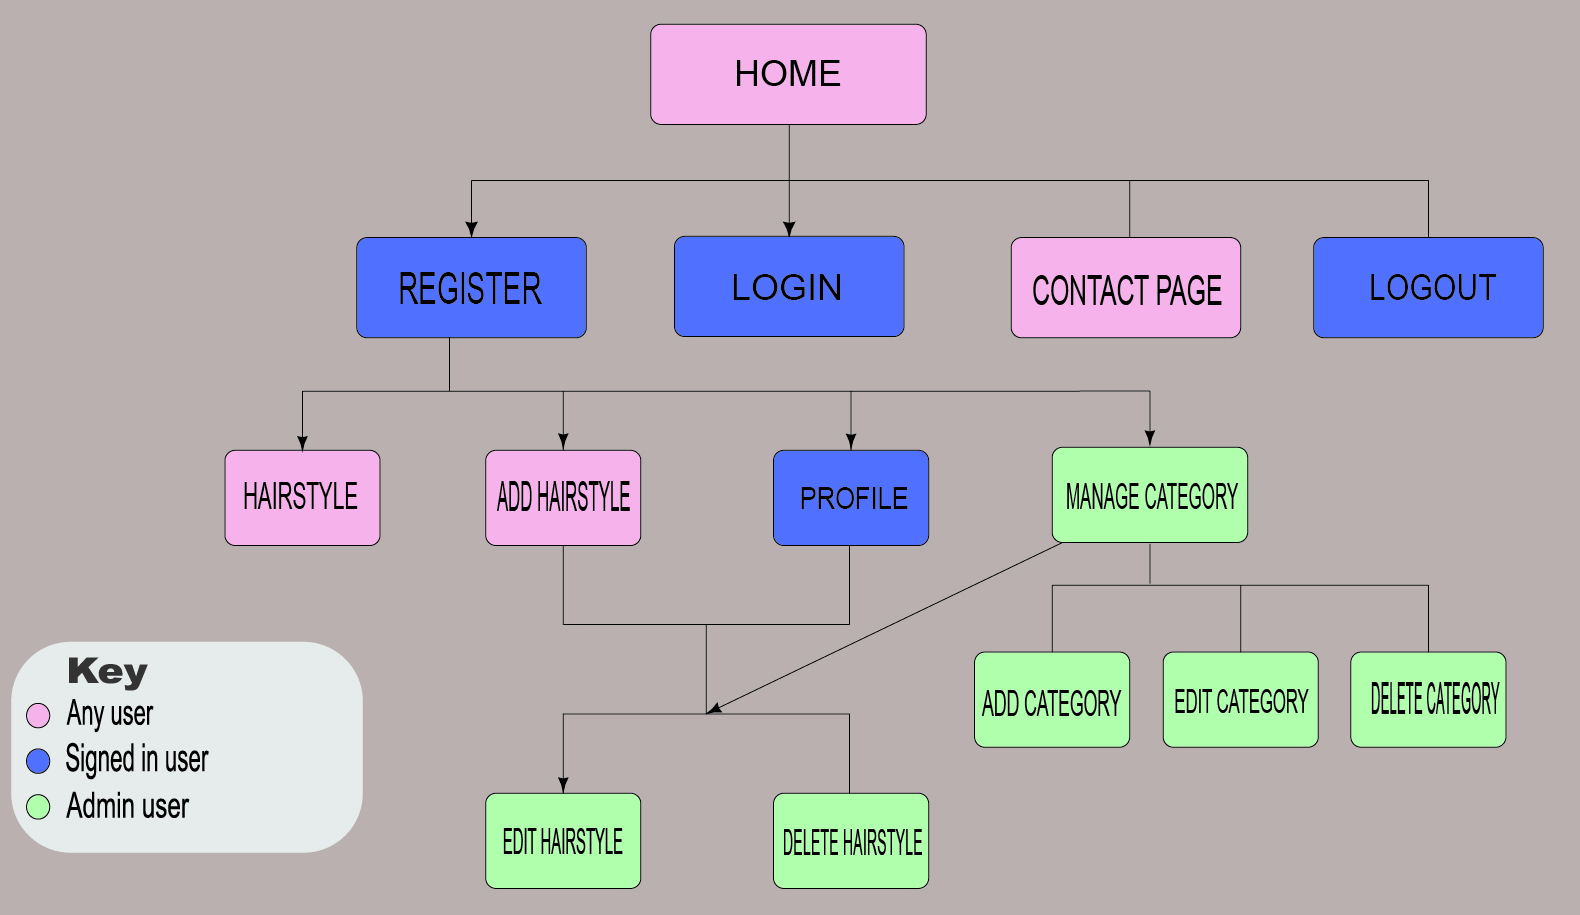 HOME
REGISTER
LOGIN
CONTACT PAGE
LOGOUT
HAIRSTYLE
ADD HAIRSTYLE
PROFILE
MANAGE CATEGORY
ADD CATEGORY
EDIT CATEGORY
DELETE CATEGORY
Key
Any user
Signed in user
Admin user
EDIT HAIRSTYLE
DELETE HAIRSTYLE